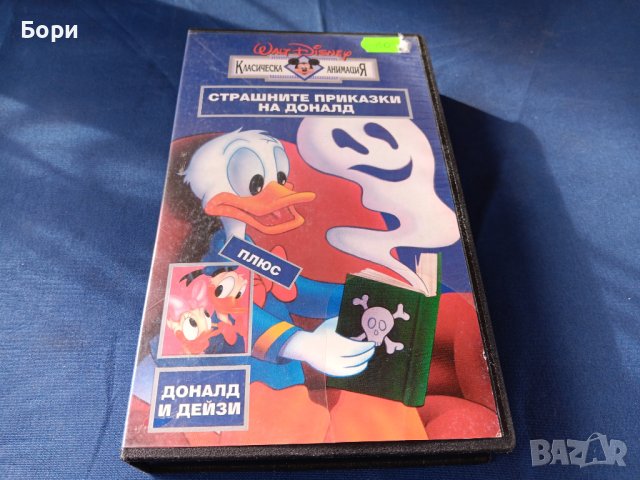 Бори
WALT DISNEY
КЛАСИЧЕСКА АНИМАЦИЯ
СТРАШНИТЕ ПРИКАЗКИ
НА ДОНАЛД
ПЛЮС
ДОНАЛД
И ДЕЙЗИ
BAZAR